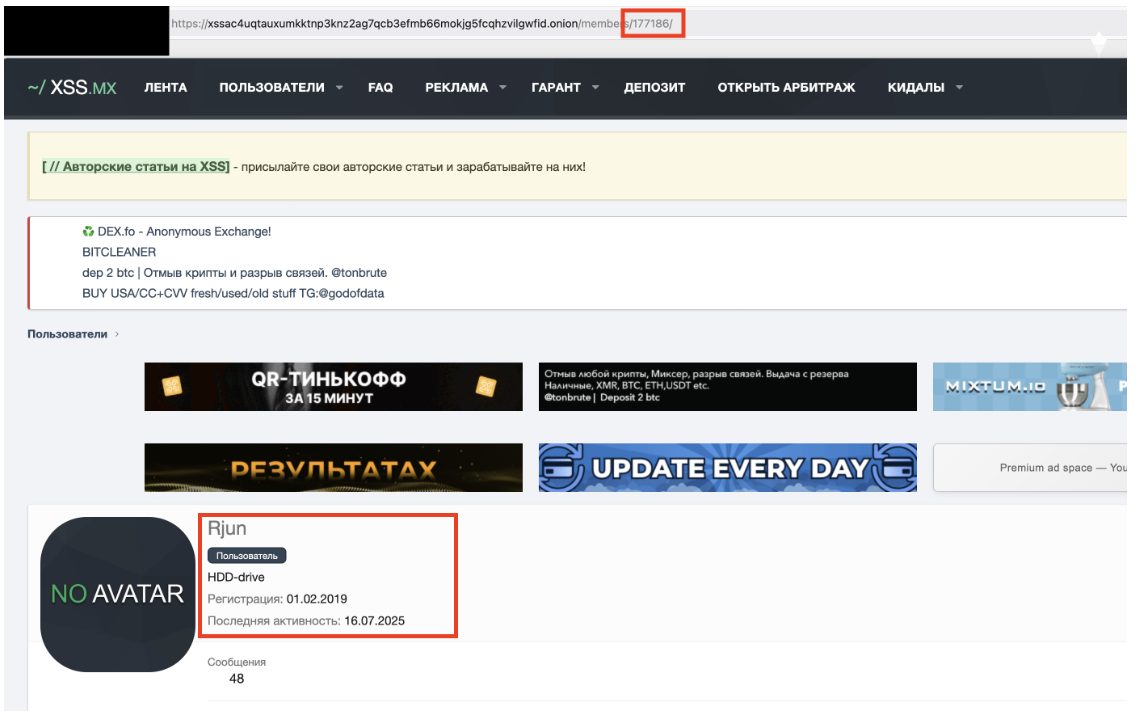 https://xssac4uqtauxumkktnp3knz2ag7qcb3efmb66mokjg5fcqhzvilgwfid.onion/members/177186/
~/ XSS.MX ЛЕНТА ПОЛЬЗОВАТЕЛИ FAQ РЕКЛАМА ГАРАНТ ДЕПОЗИТ ОТКРЫТЬ АРБИТРАЖ КИДАЛЫ
[ // Авторские статьи на XSS] - присылайте свои авторские статьи и зарабатывайте на них!
DEX.fo - Anonymous Exchange!
BITCLEANER
dep 2 btc | Отмыв крипты и разрыв связей. @tonbrute
BUY USA/CC+CVV fresh/used/old stuff TG:@godofdata
Пользователи ›
QR-ТИНЬКОФФ
ЗА 15 МИНУТ
Отмыв любой крипты, Миксер, разрыв связей. Выдача с резерва
Наличные, XMR, BTC, ETH,USDT etc.
@tonbrute | Deposit 2 btc
MIXTUM.IO
РЕЗУЛЬТАТАХ
UPDATE EVERY DAY
Premium ad space — You
NO AVATAR
Rjun
Пользователь
HDD-drive
Регистрация: 01.02.2019
Последняя активность: 16.07.2025
Сообщения
48